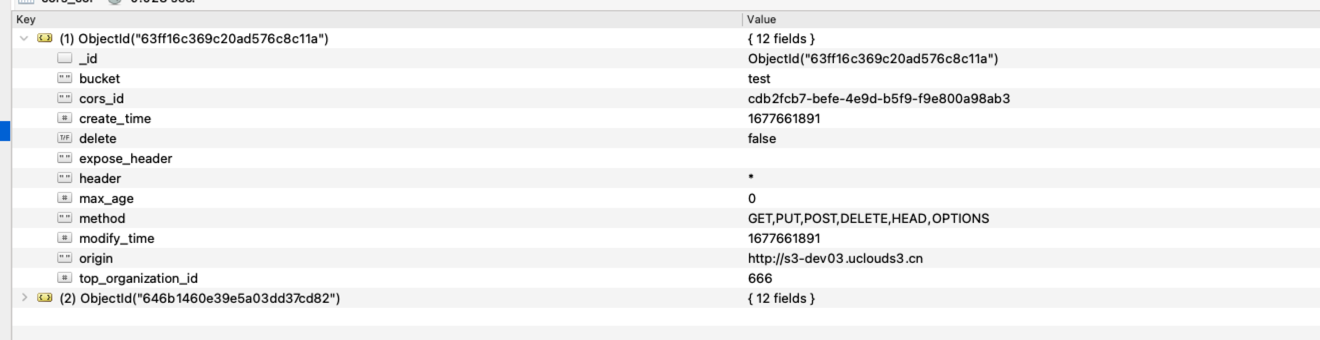 Key Value
(1) ObjectId("63ff16c369c20ad576c8c11a") { 12 fields }
_id ObjectId("63ff16c369c20ad576c8c11a")
bucket test
cors_id cdb2fcb7-befe-4e9d-b5f9-f9e800a98ab3
create_time 1677661891
delete false
expose_header
header *
max_age 0
method GET,PUT,POST,DELETE,HEAD,OPTIONS
modify_time 1677661891
origin http://s3-dev03.uclouds3.cn
top_organization_id 666
(2) ObjectId("646b1460e39e5a03dd37cd82") { 12 fields }